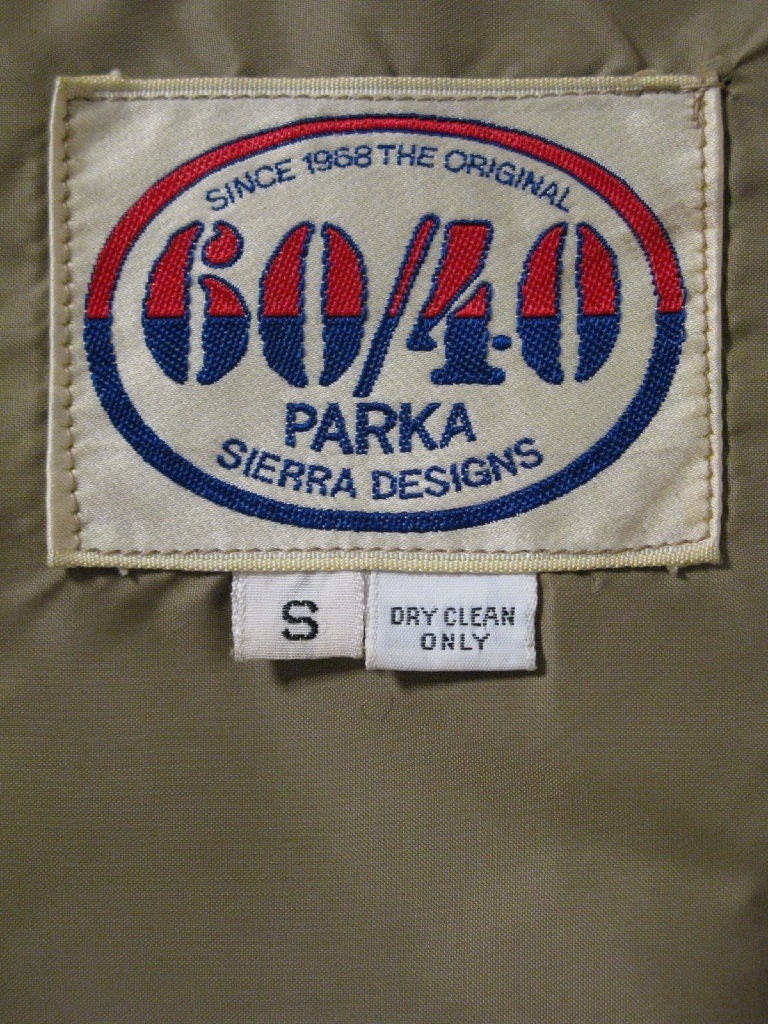 SINCE 1968 THE ORIGINAL
60/40
PARKA
SIERRA DESIGNS
S
DRY CLEAN
ONLY